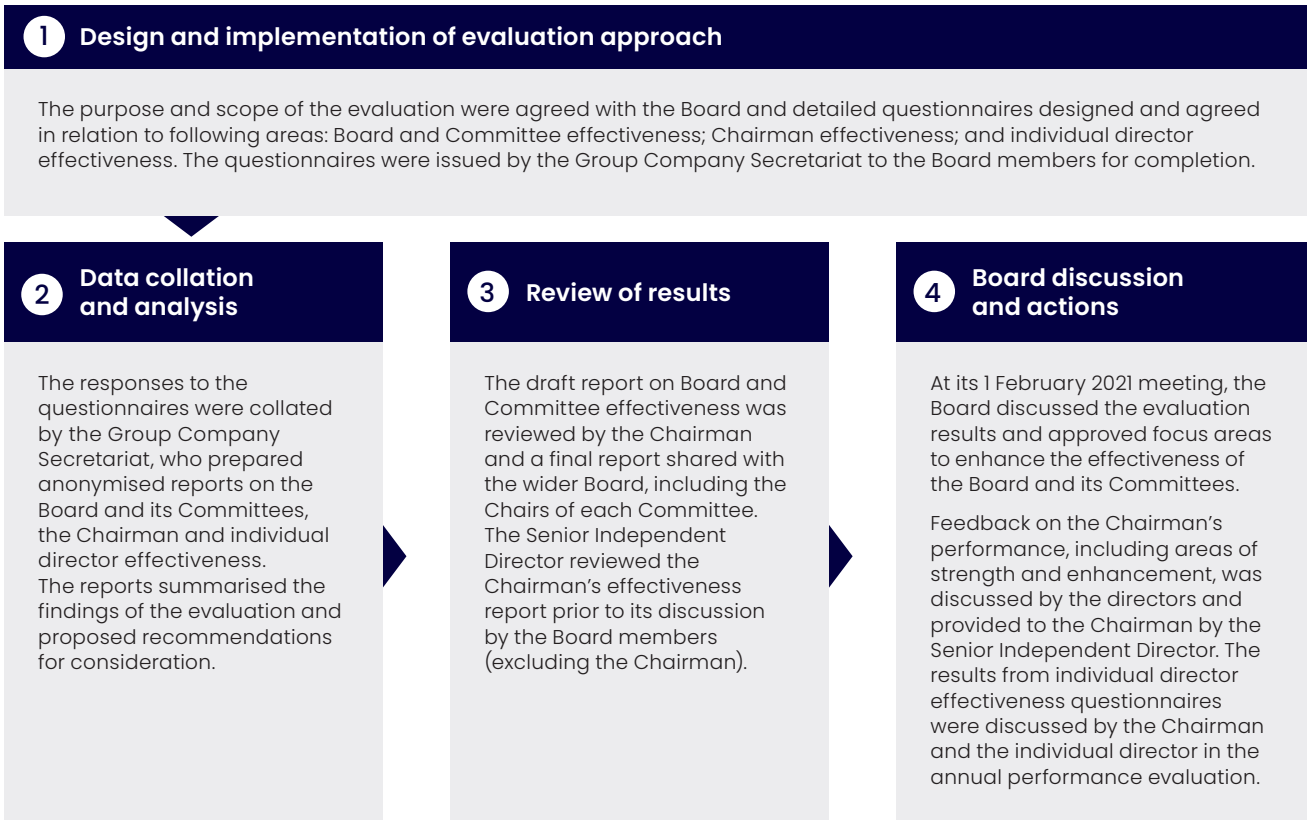 1 Design and implementation of evaluation approach
The purpose and scope of the evaluation were agreed with the Board and detailed questionnaires designed and agreed
in relation to following areas: Board and Committee effectiveness; Chairman effectiveness; and individual director
effectiveness. The questionnaires were issued by the Group Company Secretariat to the Board members for completion.
2 Data collation
and analysis
The responses to the
questionnaires were collated
by the Group Company
Secretariat, who prepared
anonymised reports on the
Board and its Committees,
the Chairman and individual
director effectiveness.
The reports summarised the
findings of the evaluation and
proposed recommendations
for consideration.
3 Review of results
The draft report on Board and
Committee effectiveness was
reviewed by the Chairman
and a final report shared with
the wider Board, including the
Chairs of each Committee.
The Senior Independent
Director reviewed the
Chairman’s effectiveness
report prior to its discussion
by the Board members
(excluding the Chairman).
4 Board discussion
and actions
At its 1 February 2021 meeting, the
Board discussed the evaluation
results and approved focus areas
to enhance the effectiveness of
the Board and its Committees.
Feedback on the Chairman’s
performance, including areas of
strength and enhancement, was
discussed by the directors and
provided to the Chairman by the
Senior Independent Director. The
results from individual director
effectiveness questionnaires
were discussed by the Chairman
and the individual director in the
annual performance evaluation.